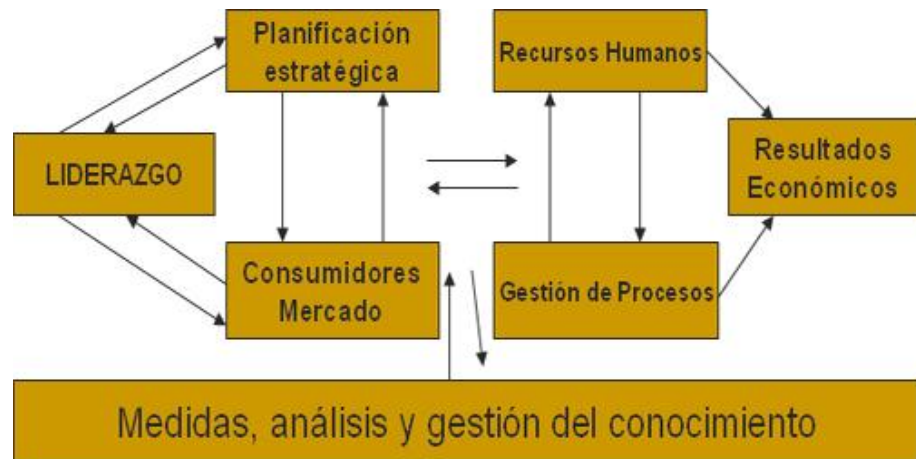 Planificación
estratégica
Recursos Humanos
LIDERAZGO
Resultados
Económicos
Consumidores
Mercado
Gestión de Procesos
Medidas, análisis y gestión del conocimiento